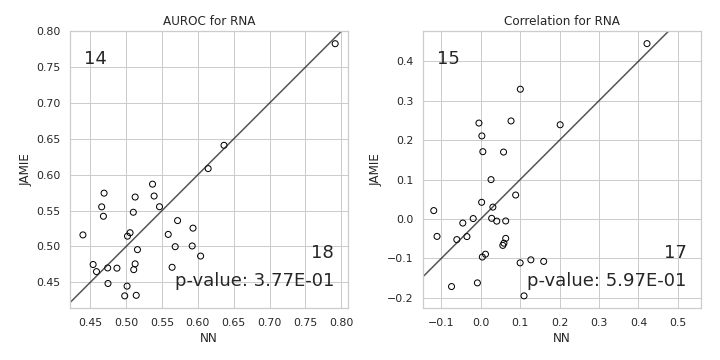 AUROC for RNA
0.80
0.75
0.70
0.65
0.60
0.55
0.50
0.45
JAMIE
14
18
p-value: 3.77E-01
0.45 0.50 0.55 0.60 0.65 0.70 0.75 0.80
NN
Correlation for RNA
0.4
0.3
0.2
0.1
0.0
−0.1
−0.2
JAMIE
15
17
p-value: 5.97E-01
−0.1 0.0 0.1 0.2 0.3 0.4 0.5
NN